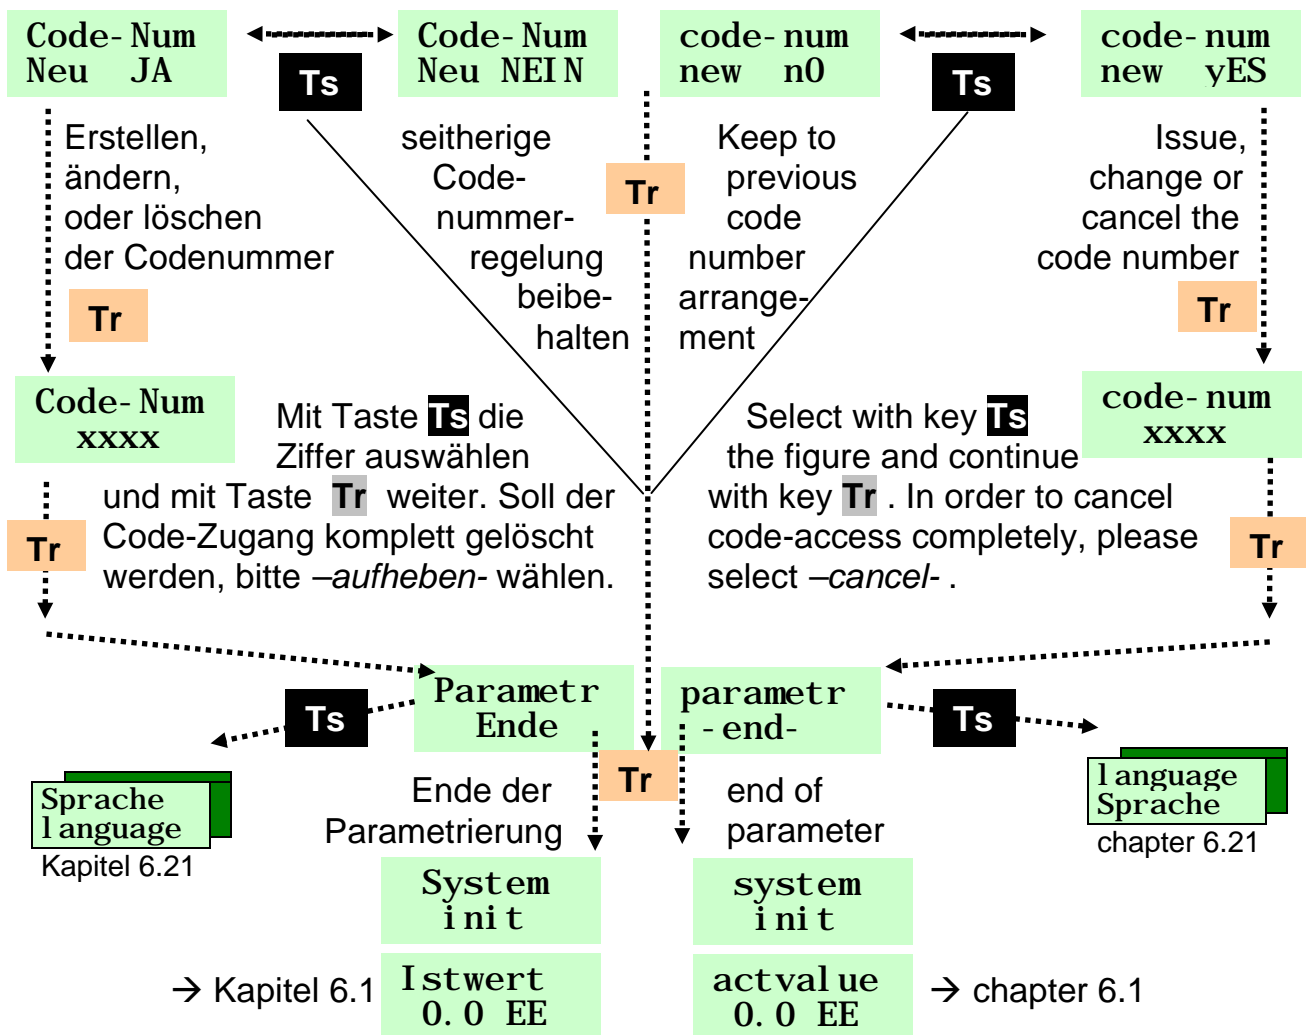 Code-Num
Neu JA
Ts
Code-Num
Neu NEIN
code-num
new nO
Ts
code-num
new yES
Erstellen,
ändern,
oder löschen
der Codenummer
seitherige
Code-
nummer-
regelung
beibe-
halten
Tr
Keep to
previous
code
number
arrange-
ment
Issue,
change or
cancel the
code number
Tr
Tr
Code-Num
xxxx
Mit Taste Ts die
Ziffer auswählen
und mit Taste Tr weiter. Soll der
Code-Zugang komplett gelöscht
werden, bitte –aufheben- wählen.
Select with key Ts
the figure and continue
with key Tr . In order to cancel
code-access completely, please
select –cancel- .
code-num
xxxx
Tr
Tr
Ts
Parametr
Ende
parametr
-end-
Ts
Sprache
language
Kapitel 6.21
Ende der
Parametrierung
Tr
end of
parameter
language
Sprache
chapter 6.21
System
init
system
init
→ Kapitel 6.1
Istwert
0.0 EE
actvalue
0.0 EE
→ chapter 6.1